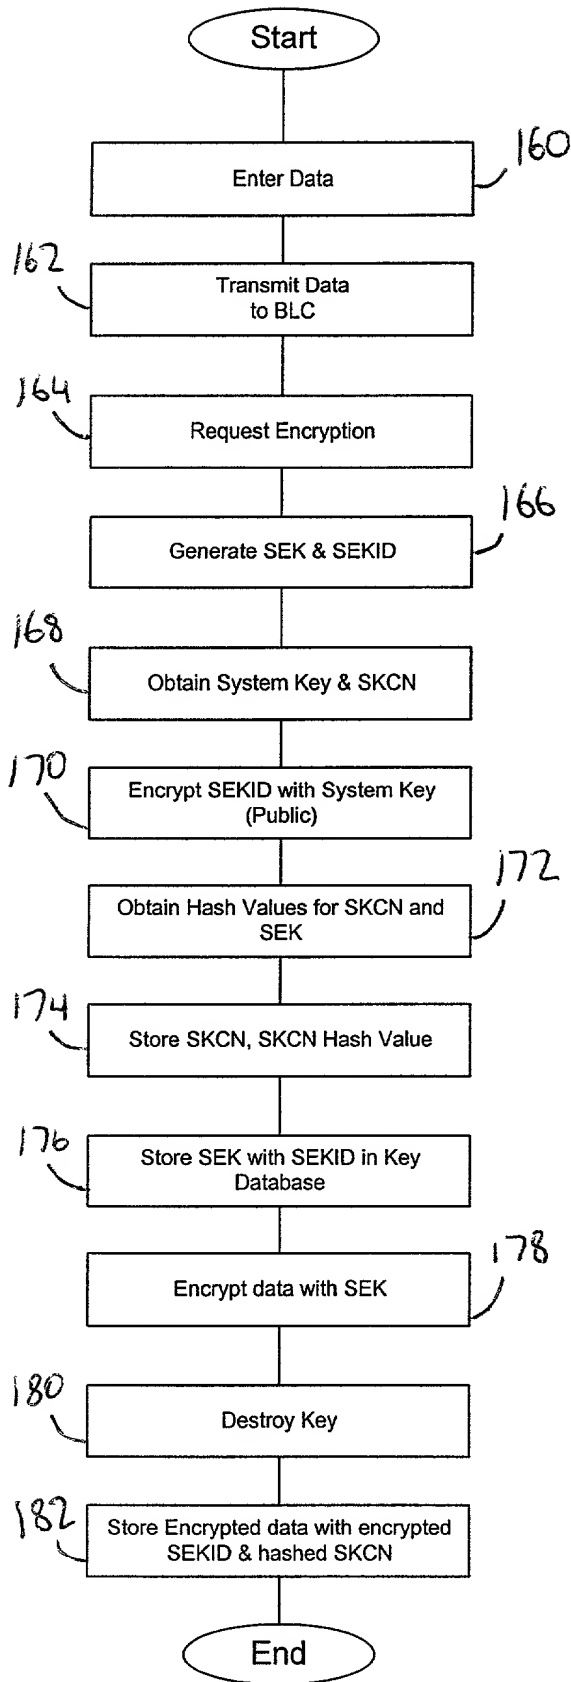 Start
160
Enter Data
162
Transmit Data
to BLC
164
Request Encryption
166
Generate SEK & SEKID
168
Obtain System Key & SKCN
170
Encrypt SEKID with System Key
(Public)
172
Obtain Hash Values for SKCN and
SEK
174
Store SKCN, SKCN Hash Value
176
Store SEK with SEKID in Key
Database
178
Encrypt data with SEK
180
Destroy Key
182
Store Encrypted data with encrypted
SEKID & hashed SKCN
End